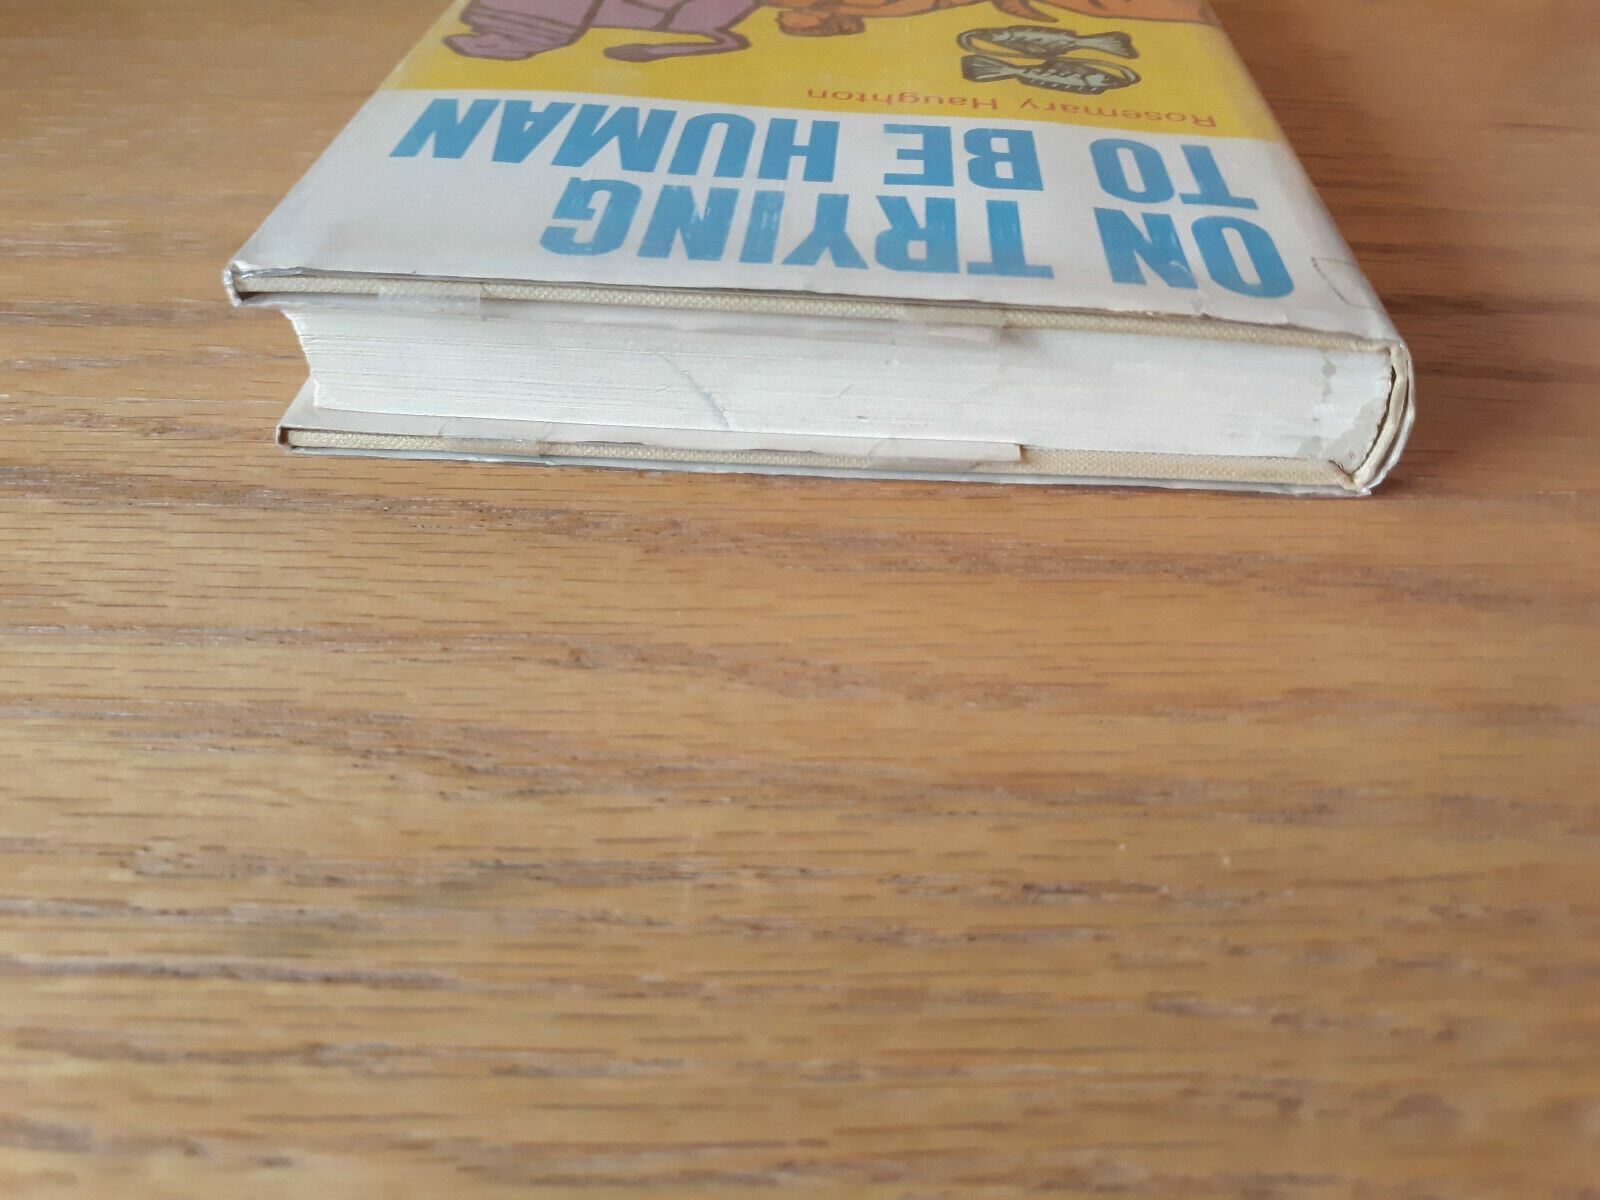 ON TRYING
TO BE HUMAN
Rosemary Haughton